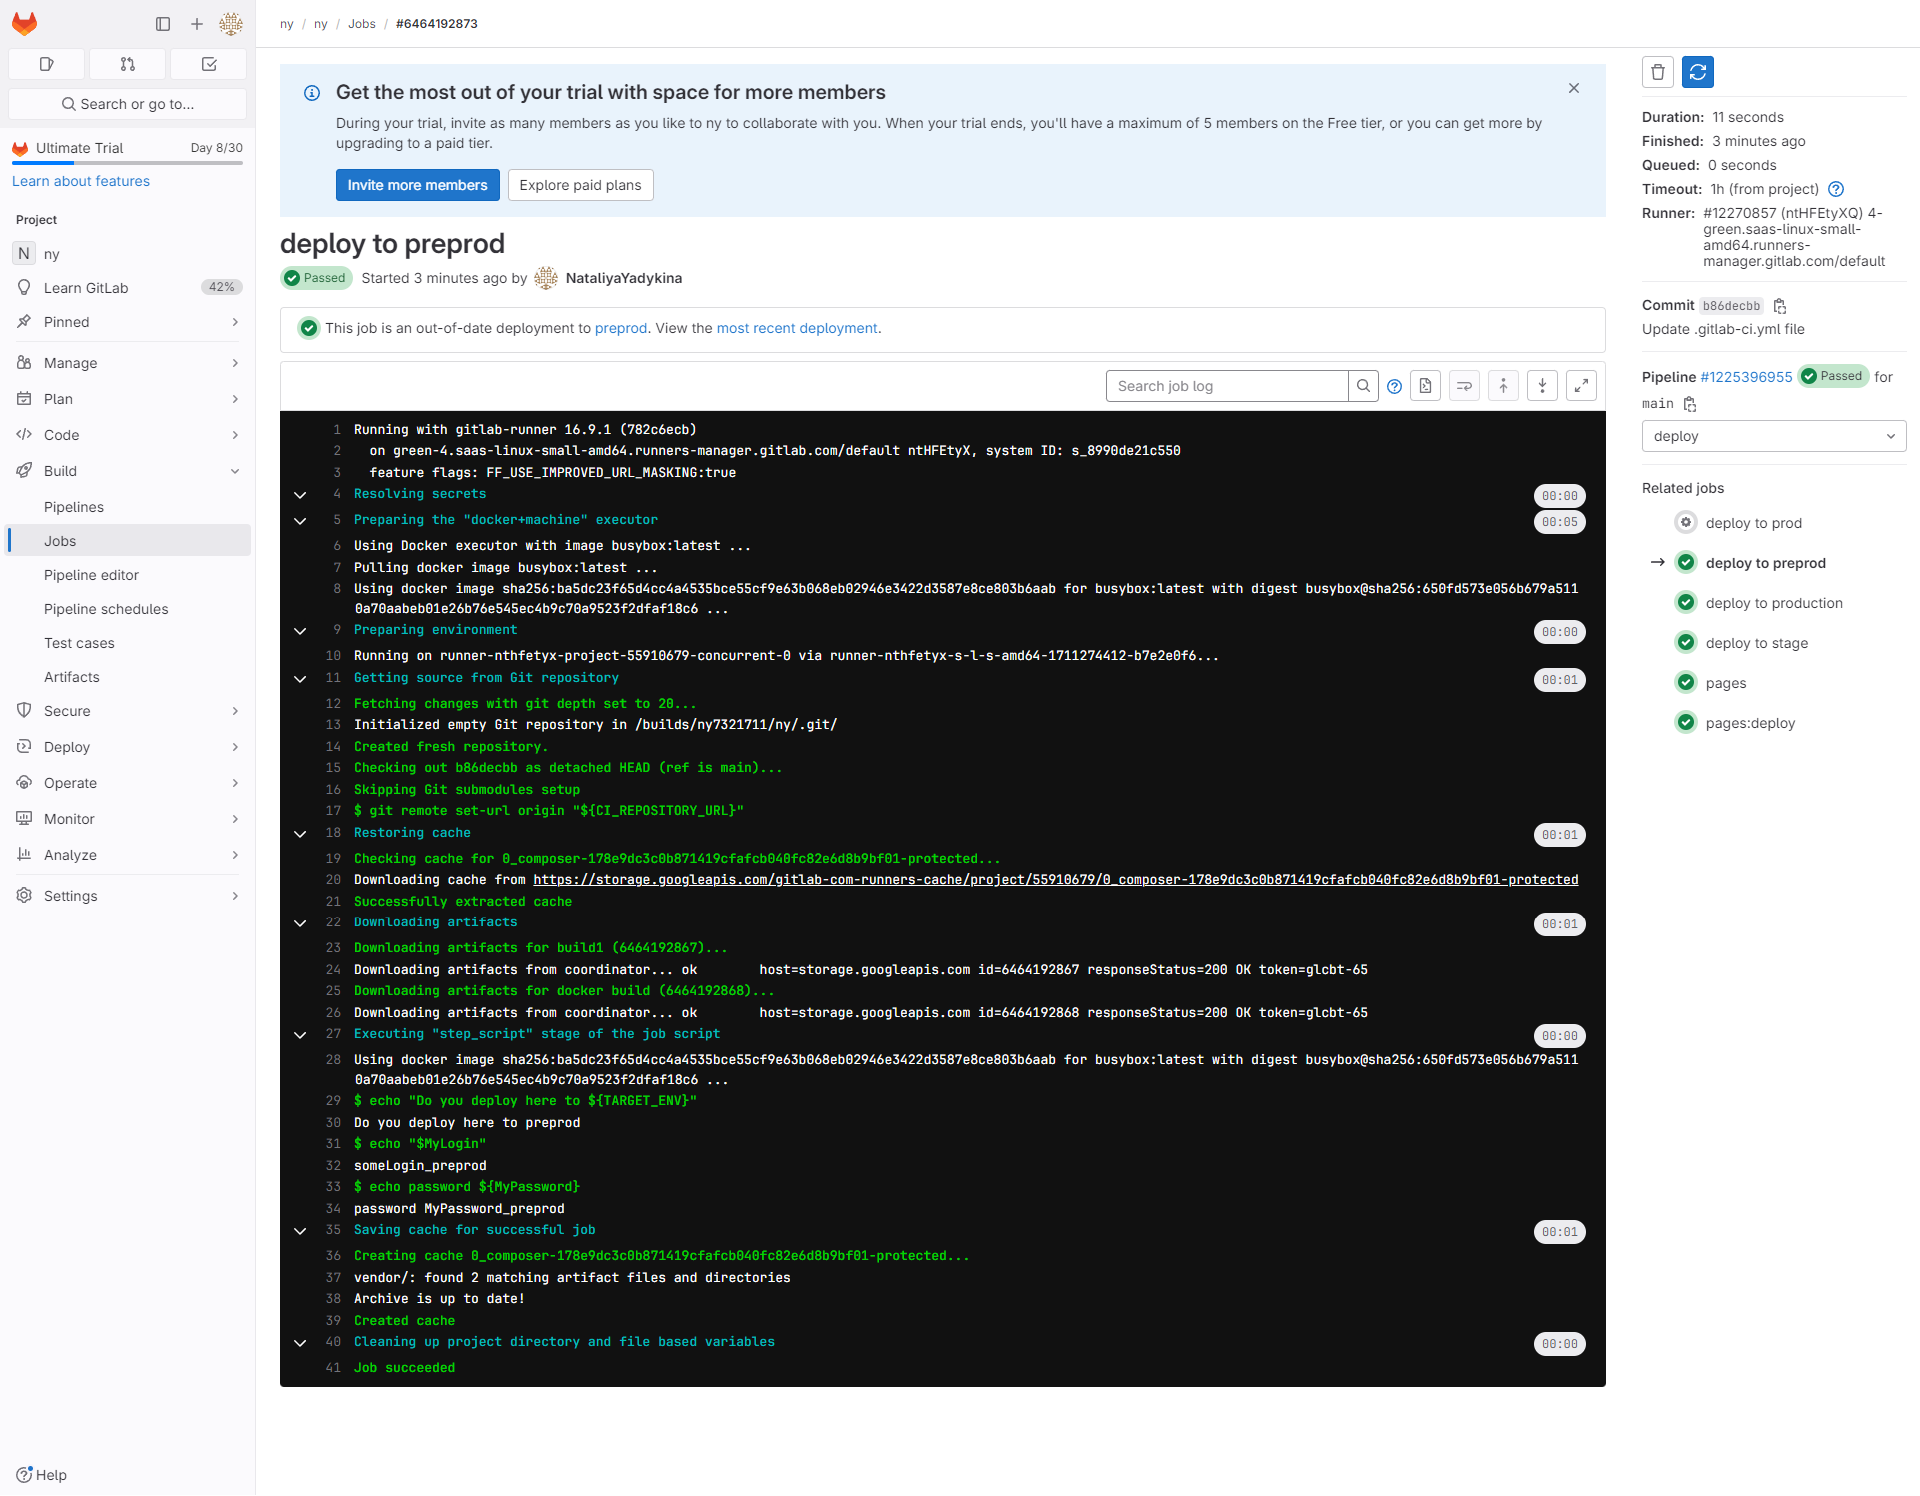 ny / ny / Jobs / #6464192873
Search or go to...
Ultimate Trial Day 8/30
Learn about features
Project
N ny
Learn GitLab 42%
Pinned
Manage
Plan
Code
Build
Pipelines
Jobs
Pipeline editor
Pipeline schedules
Test cases
Artifacts
Secure
Deploy
Operate
Monitor
Analyze
Settings
Help
Get the most out of your trial with space for more members
During your trial, invite as many members as you like to ny to collaborate with you. When your trial ends, you'll have a maximum of 5 members on the Free tier, or you can get more by
upgrading to a paid tier.
Invite more members Explore paid plans
deploy to preprod
Passed Started 3 minutes ago by NataliyaYadykina
This job is an out-of-date deployment to preprod. View the most recent deployment.
Search job log
1 Running with gitlab-runner 16.9.1 (782c6ecb)
2 on green-4.saas-linux-small-amd64.runners-manager.gitlab.com/default ntHFEtyX, system ID: s_8990de21c550
3 feature flags: FF_USE_IMPROVED_URL_MASKING:true
4 Resolving secrets 00:00
5 Preparing the "docker+machine" executor 00:05
6 Using Docker executor with image busybox:latest ...
7 Pulling docker image busybox:latest ...
8 Using docker image sha256:ba5dc23f65d4cc4a4535bce55cf9e63b068eb02946e3422d3587e8ce803b6aab for busybox:latest with digest busybox@sha256:650fd573e056b679a511
0a70aabeb01e26b76e545ec4b9c70a9523f2dfaf18c6 ...
9 Preparing environment 00:00
10 Running on runner-nthfetyx-project-55910679-concurrent-0 via runner-nthfetyx-s-l-s-amd64-1711274412-b7e2e0f6...
11 Getting source from Git repository 00:01
12 Fetching changes with git depth set to 20...
13 Initialized empty Git repository in /builds/ny7321711/ny/.git/
14 Created fresh repository.
15 Checking out b86decbb as detached HEAD (ref is main)...
16 Skipping Git submodules setup
17 $ git remote set-url origin "${CI_REPOSITORY_URL}"
18 Restoring cache 00:01
19 Checking cache for 0_composer-178e9dc3c0b871419cfafcb040fc82e6d8b9bf01-protected...
20 Downloading cache from https://storage.googleapis.com/gitlab-com-runners-cache/project/55910679/0_composer-178e9dc3c0b871419cfafcb040fc82e6d8b9bf01-protected
21 Successfully extracted cache
22 Downloading artifacts 00:01
23 Downloading artifacts for build1 (6464192867)...
24 Downloading artifacts from coordinator... ok host=storage.googleapis.com id=6464192867 responseStatus=200 OK token=glcbt-65
25 Downloading artifacts for docker build (6464192868)...
26 Downloading artifacts from coordinator... ok host=storage.googleapis.com id=6464192868 responseStatus=200 OK token=glcbt-65
27 Executing "step_script" stage of the job script 00:00
28 Using docker image sha256:ba5dc23f65d4cc4a4535bce55cf9e63b068eb02946e3422d3587e8ce803b6aab for busybox:latest with digest busybox@sha256:650fd573e056b679a511
0a70aabeb01e26b76e545ec4b9c70a9523f2dfaf18c6 ...
29 $ echo "Do you deploy here to ${TARGET_ENV}"
30 Do you deploy here to preprod
31 $ echo "$MyLogin"
32 someLogin_preprod
33 $ echo password ${MyPassword}
34 password MyPassword_preprod
35 Saving cache for successful job 00:01
36 Creating cache 0_composer-178e9dc3c0b871419cfafcb040fc82e6d8b9bf01-protected...
37 vendor/: found 2 matching artifact files and directories
38 Archive is up to date!
39 Created cache
40 Cleaning up project directory and file based variables 00:00
41 Job succeeded
Duration: 11 seconds
Finished: 3 minutes ago
Queued: 0 seconds
Timeout: 1h (from project)
Runner: #12270857 (ntHFEtyXQ) 4-
green.saas-linux-small-
amd64.runners-
manager.gitlab.com/default
Commit b86decbb
Update .gitlab-ci.yml file
Pipeline #1225396955 Passed for
main
deploy
Related jobs
deploy to prod
deploy to preprod
deploy to production
deploy to stage
pages
pages:deploy